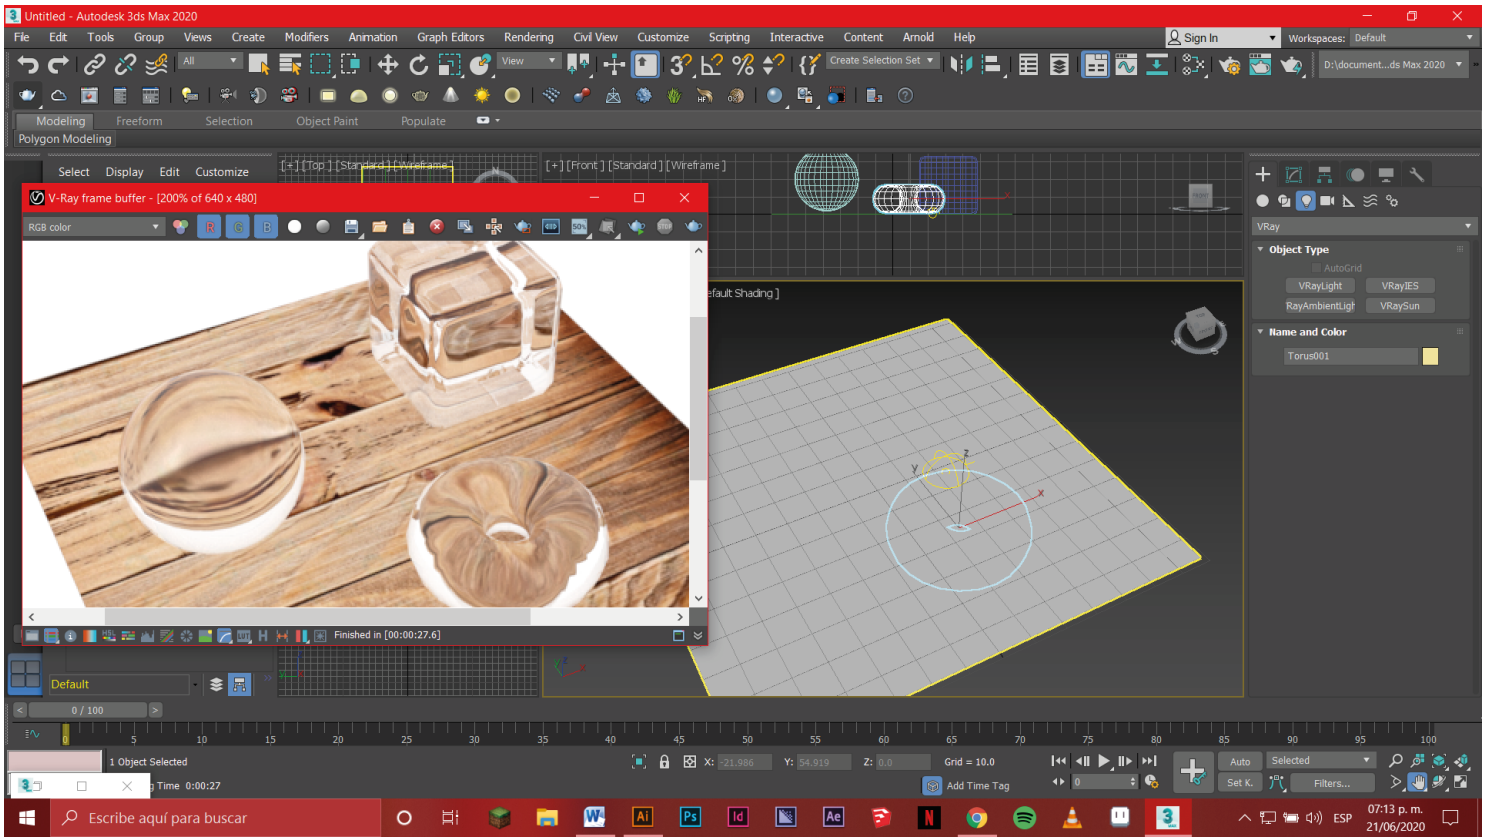 Untitled - Autodesk 3ds Max 2020
File Edit Tools Group Views Create Modifiers Animation Graph Editors Rendering Civil View Customize Scripting Interactive Content Arnold Help Sign In Workspaces: Default
All View Create Selection Set D:\document...ds Max 2020
Modeling Freeform Selection Object Paint Populate
Polygon Modeling
Select Display Edit Customize
[+] [Top] [Standard] [Wireframe]
[+] [Front] [Standard] [Wireframe]
V-Ray frame buffer - [200% of 640 x 480]
RGB color R G B 50% STOP
VRay
Object Type
AutoGrid
VRayLight VRayIES
RayAmbientLigh VRaySun
Name and Color
Torus001
efault Shading ]
z
y
x
Finished in [00:00:27.6]
Default
0 / 100
0 5 10 15 20 25 30 35 40 45 50 55 60 65 70 75 80 85 90 95 100
1 Object Selected X: -21.986 Y: 54.919 Z: 0.0 Grid = 10.0 Auto Selected
Time 0:00:27 Add Time Tag 0 Set K. Filters...
Escribe aquí para buscar ESP 07:13 p. m.
21/06/2020